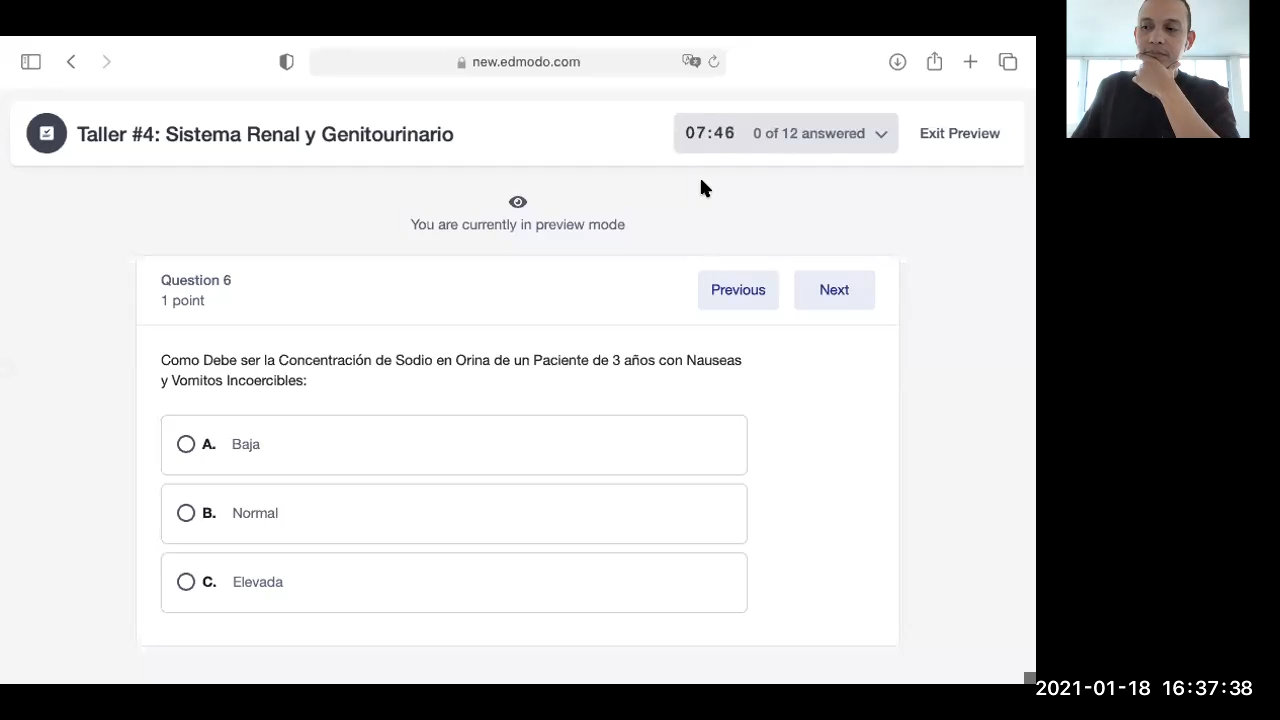 new.edmodo.com
Taller #4: Sistema Renal y Genitourinario
07:46 0 of 12 answered
Exit Preview
You are currently in preview mode
Question 6
1 point
Previous
Next
Como Debe ser la Concentración de Sodio en Orina de un Paciente de 3 años con Nauseas
y Vomitos Incoercibles:
A. Baja
B. Normal
C. Elevada
2021-01-18 16:37:38